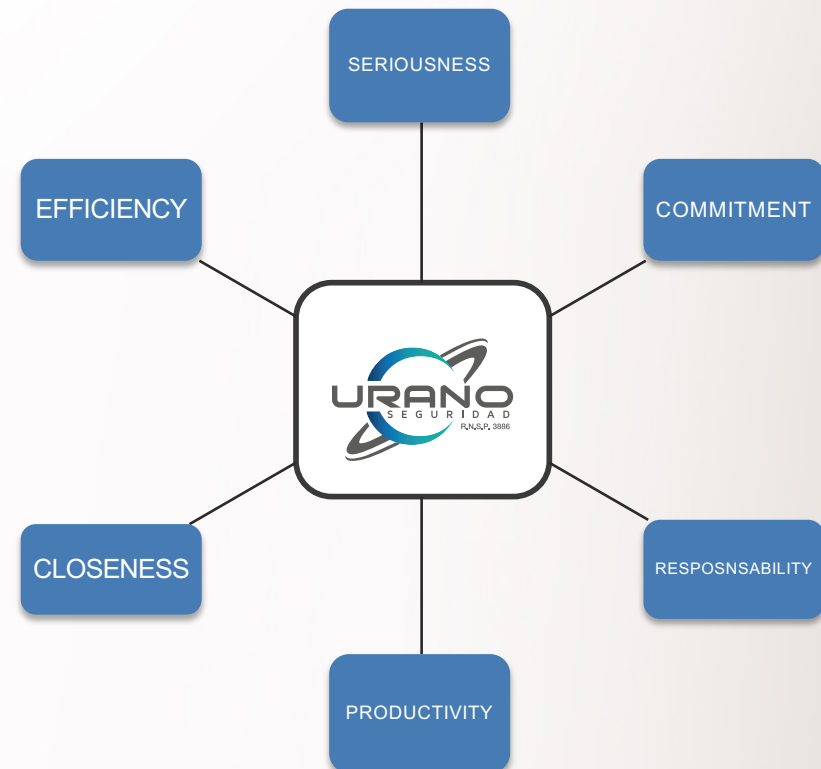 SERIOUSNESS
EFFICIENCY
COMMITMENT
URANO
SEGURIDAD
R.N.S.P. 3886
CLOSENESS
RESPOSNSABILITY
PRODUCTIVITY